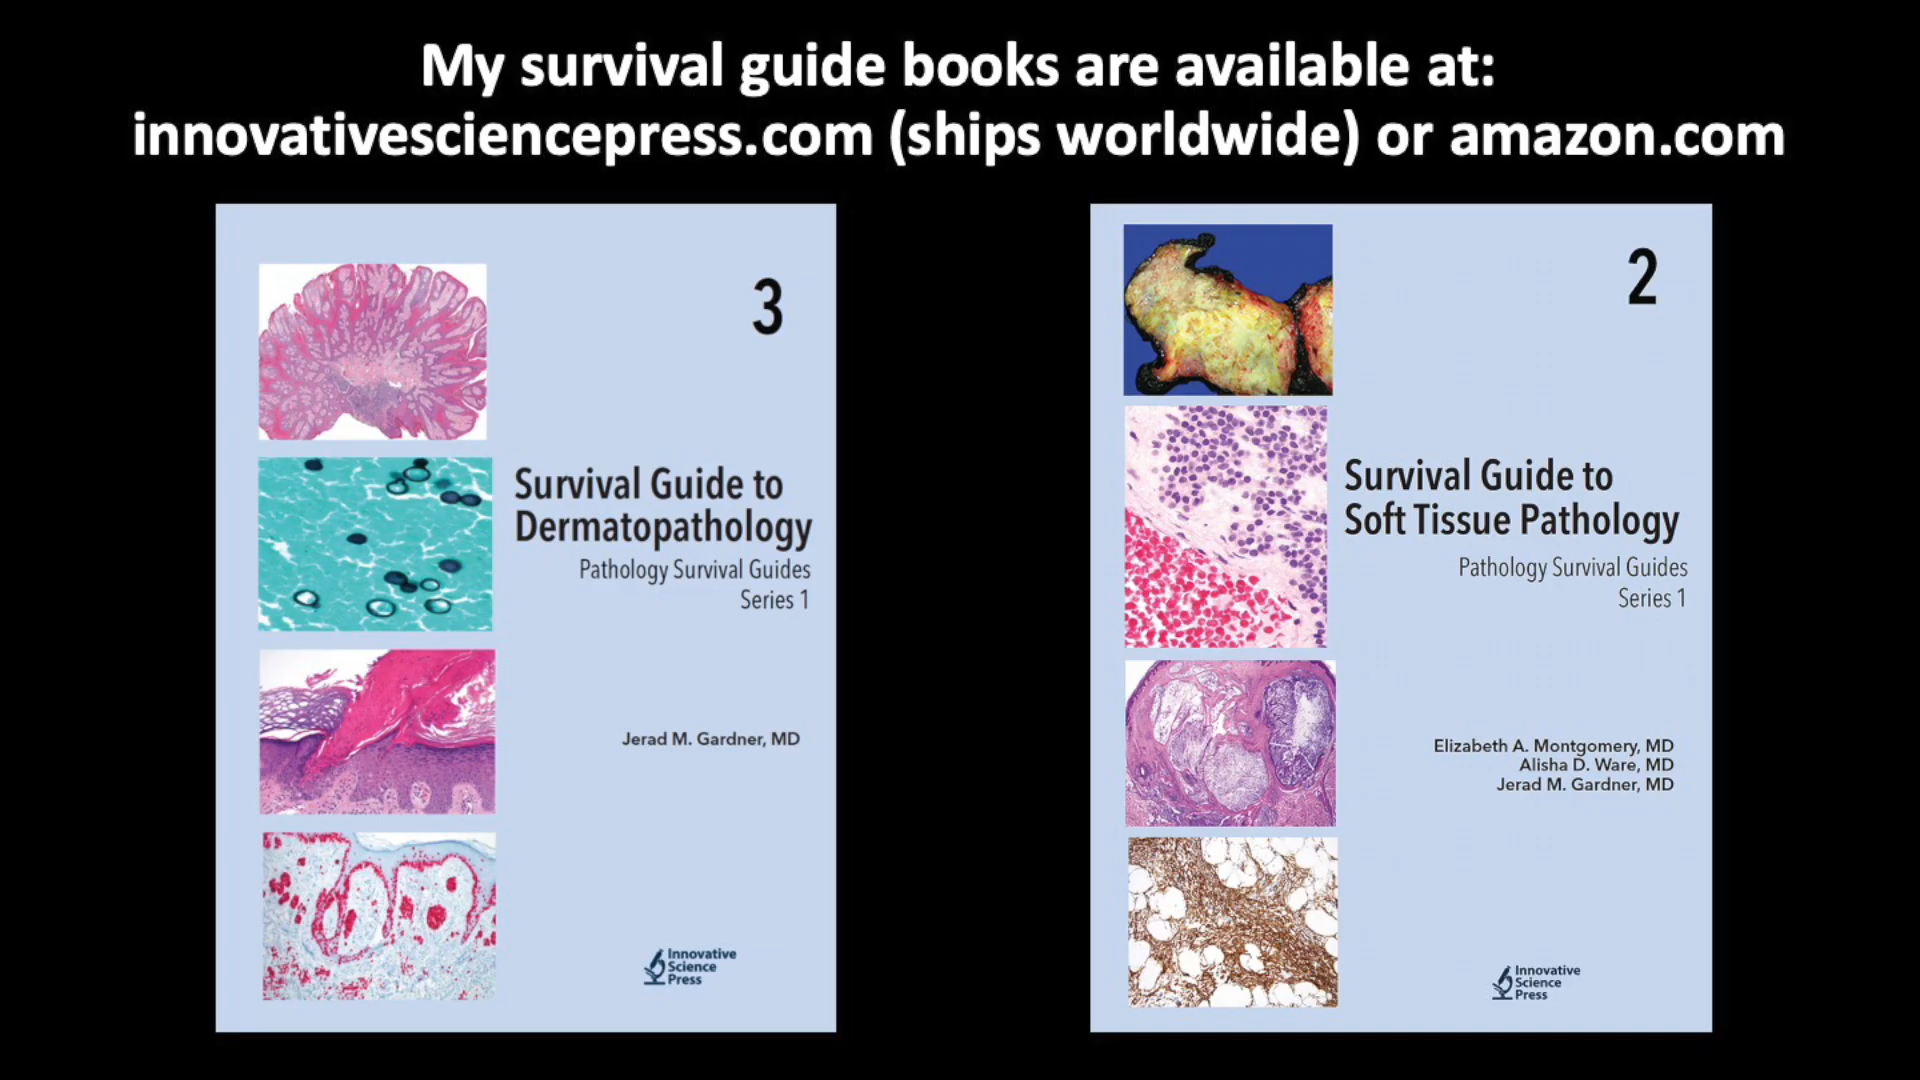 My survival guide books are available at:
innovativesciencepress.com (ships worldwide) or amazon.com
3
Survival Guide to
Dermatopathology
Pathology Survival Guides
Series 1
Jerad M. Gardner, MD
Innovative
Science
Press
2
Survival Guide to
Soft Tissue Pathology
Pathology Survival Guides
Series 1
Elizabeth A. Montgomery, MD
Alisha D. Ware, MD
Jerad M. Gardner, MD
Innovative
Science
Press